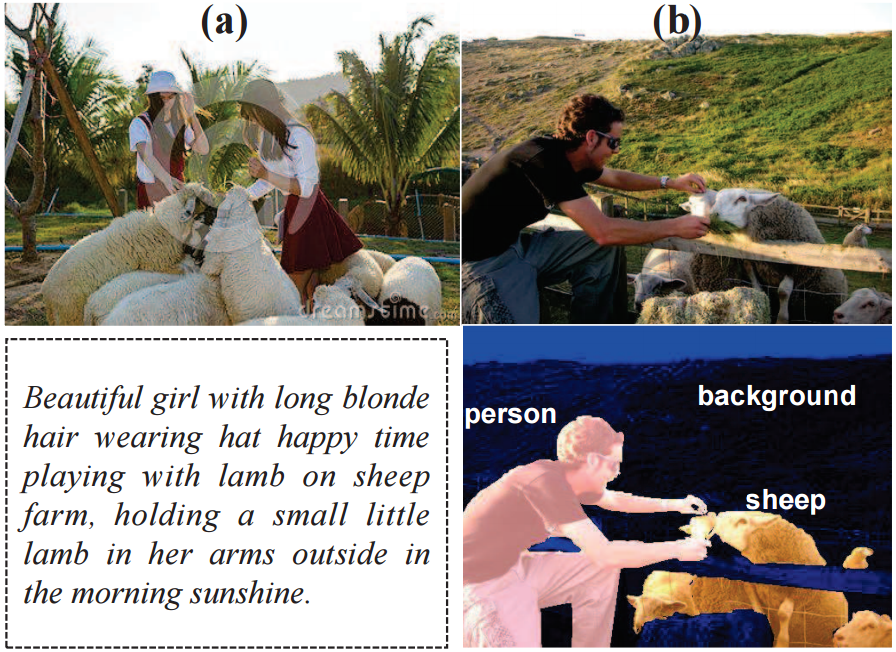 (a)
(b)
dreamstime.com
Beautiful girl with long blonde
hair wearing hat happy time
playing with lamb on sheep
farm, holding a small little
lamb in her arms outside in
the morning sunshine.
person
background
sheep